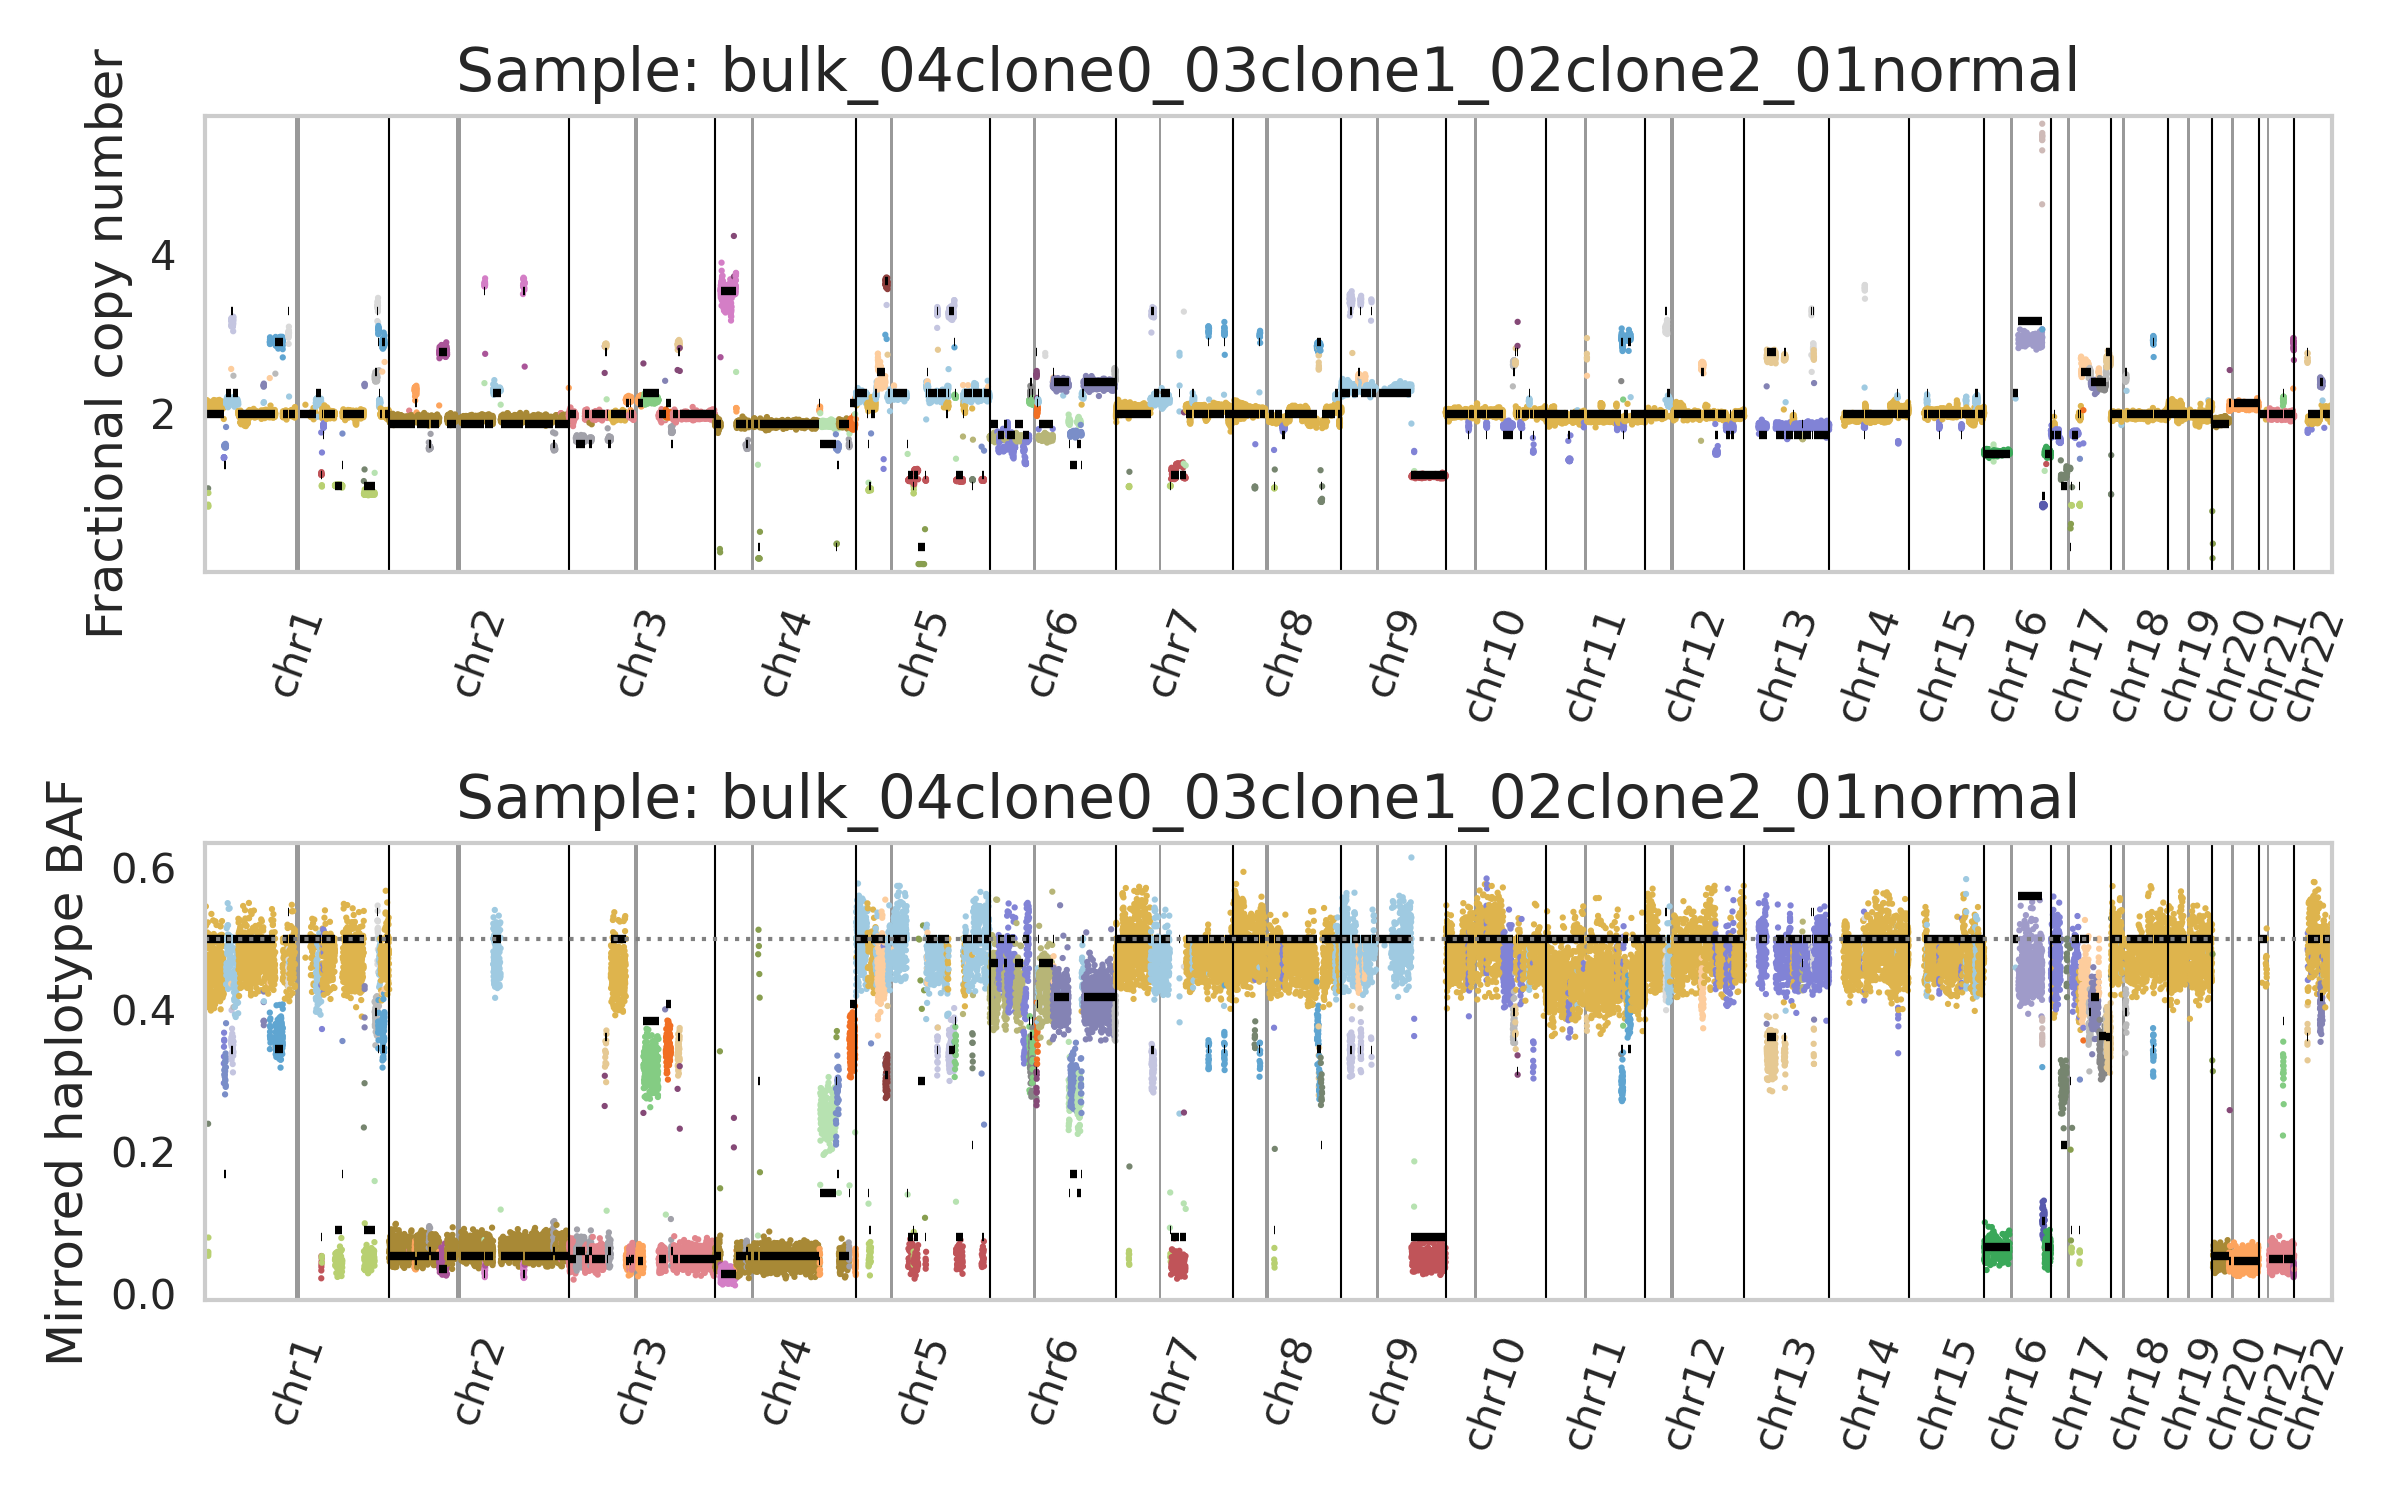 Sample: bulk_04clone0_03clone1_02clone2_01normal
Fractional copy number
4
2
chr1
chr2
chr3
chr4
chr5
chr6
chr7
chr8
chr9
chr10
chr11
chr12
chr13
chr14
chr15
chr16
chr17
chr18
chr19
chr20
chr21
chr22
Sample: bulk_04clone0_03clone1_02clone2_01normal
Mirrored haplotype BAF
0.6
0.4
0.2
0.0
chr1
chr2
chr3
chr4
chr5
chr6
chr7
chr8
chr9
chr10
chr11
chr12
chr13
chr14
chr15
chr16
chr17
chr18
chr19
chr20
chr21
chr22